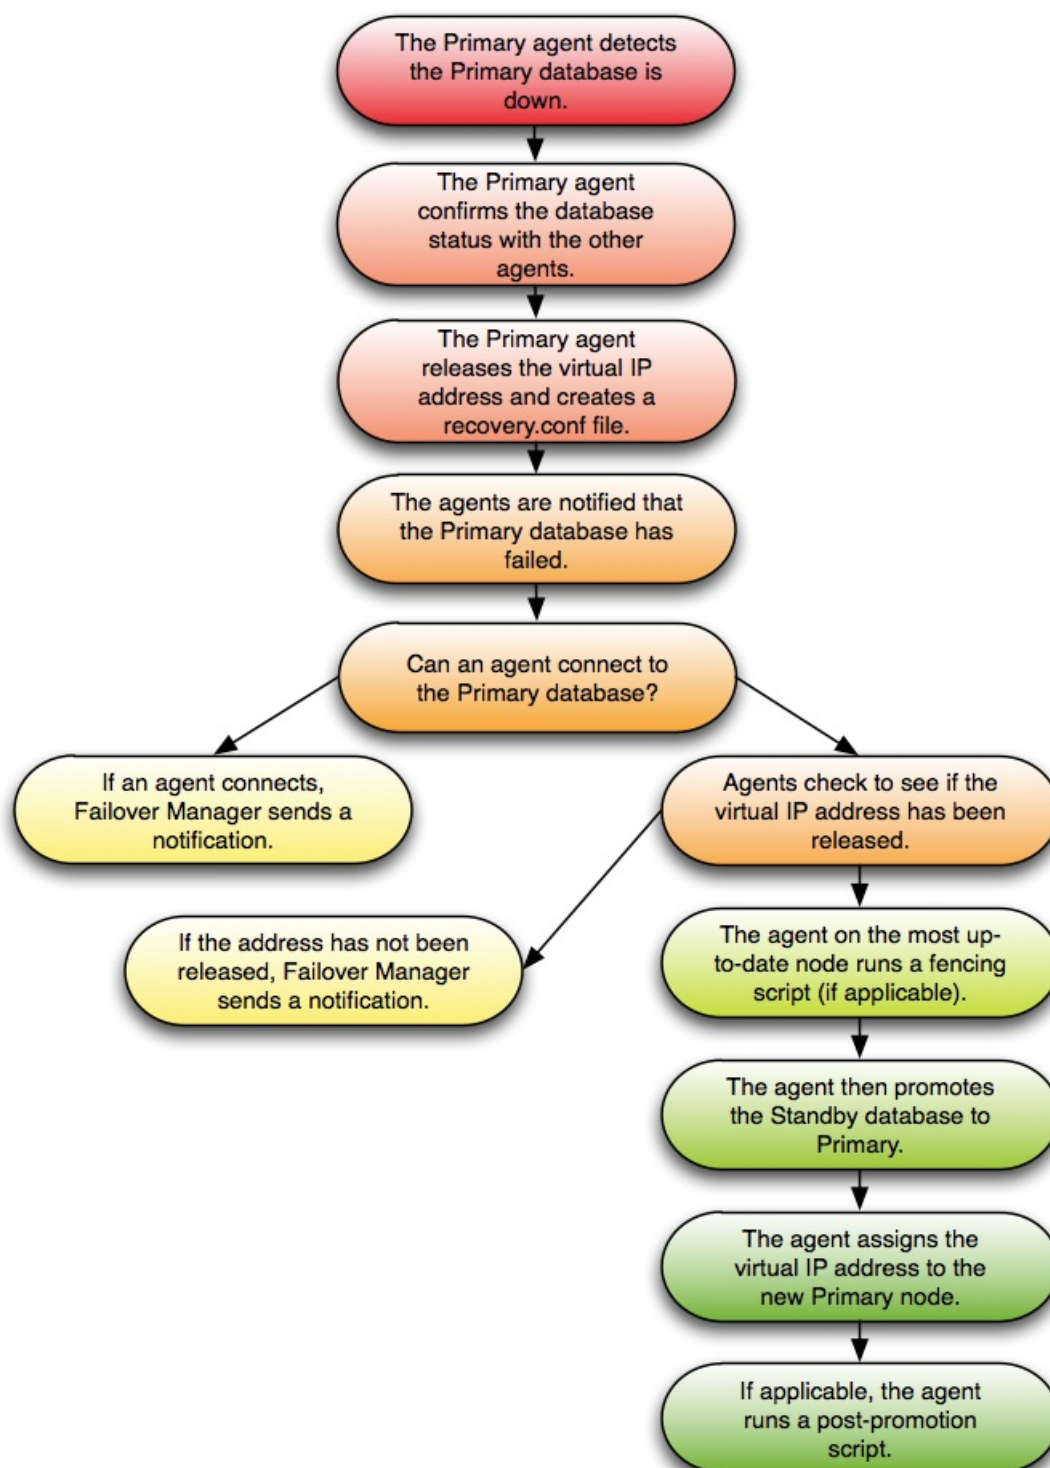 The Primary agent detects
the Primary database is
down.
The Primary agent
confirms the database
status with the other
agents.
The Primary agent
releases the virtual IP
address and creates a
recovery.conf file.
The agents are notified that
the Primary database has
failed.
Can an agent connect to
the Primary database?
If an agent connects,
Failover Manager sends a
notification.
Agents check to see if the
virtual IP address has been
released.
If the address has not been
released, Failover Manager
sends a notification.
The agent on the most up-
to-date node runs a fencing
script (if applicable).
The agent then promotes
the Standby database to
Primary.
The agent assigns the
virtual IP address to the
new Primary node.
If applicable, the agent
runs a post-promotion
script.